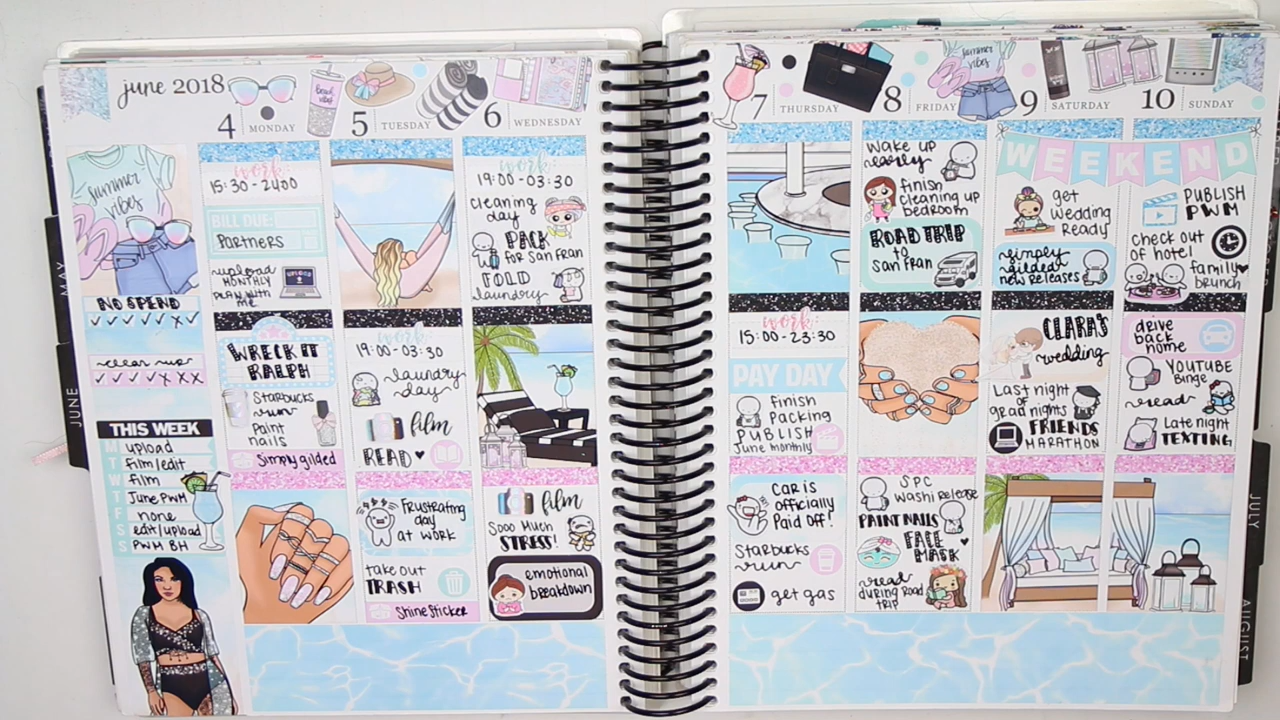 june 2018
4 MONDAY
5 TUESDAY
6 WEDNESDAY
7 THURSDAY
8 FRIDAY
9 SATURDAY
10 SUNDAY
MAY
JUNE
Summer
vibes
NO SPEND
clear up
THIS WEEK
M upload
T film/edit
W film
T June PWM
F none
S edit/upload
S PWM BH
work:
15:30-2400
BILL DUE:
Partners
upload
MONTHLY
plan with
me
WRECK IT
RALPH
Starbucks
run
Paint
nails
Simply gilded
work:
19:00-03:30
laundry
day
film
READ
Frustrating
day
at work
take out
TRASH
Shine Sticker
work:
19:00-03:30
cleaning
day
PACK
for San Fran
FOLD
laundry
film
Sooo Much
STRESS!
emotional
breakdown
work:
15:00-23:30
PAY DAY
finish
Packing
PUBLISH
June monthly
Car is
officially
Paid off!
Starbucks
run
get gas
summer
vibes
Wake up
early
finish
cleaning up
bedroom
ROAD TRIP
to
San Fran
SPC
Washi Release
PAINT NAILS
FACE
MASK
read
during Road
trip
WEEKEND
get
wedding
Ready
simply
gilded
new Releases
CLARA'S
wedding
Last night
of
grad nights
FRIENDS
MARATHON
PUBLISH
PWM
Check out
of hotel
family
brunch
drive
back
home
YOUTUBE
Binge
read
Late night
TEXTING
JULY
AUGUST